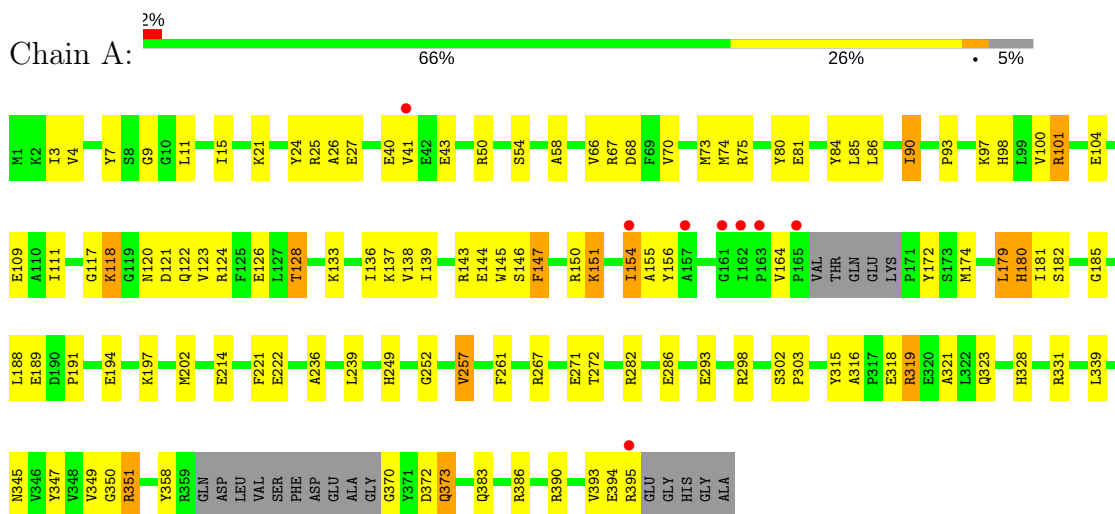 2%
Chain A:
66% 26% • 5%
M1 K2 I3 V4 Y7 S8 G9 G10 L11 I15 K21 Y24 R25 A26 E27 E40 V41 E42 E43 R50 S54 A58 V66 R67 D68 F69 V70 M73 M74 R75 Y80 E81 Y84 L85 L86 I90 P93 K97 H98 L99 V100 R101 E104
E109 A110 I111 G117 K118 G119 N120 D121 Q122 V123 R124 F125 E126 L127 T128 K133 I136 K137 V138 I139 R143 E144 W145 S146 F147 R150 K151 I154 A155 Y156 A157 G161 I162 P163 V164 P165 VAL THR GLN GLU LYS P171 Y172 S173 M174 L179 H180 I181 S182 G185
L188 E189 D190 P191 E194 K197 M202 E214 F221 E222 A236 L239 H249 G252 V257 F261 R267 E271 T272 R282 E286 E293 R298 S302 P303 Y315 A316 P317 E318 R319 E320 A321 L322 Q323 H328 R331 L339
N345 V346 Y347 V348 V349 G350 R351 Y358 R359 GLN ASP LEU VAL SER PHE ASP GLU ALA GLY G370 Y371 D372 Q373 Q383 R386 R390 V393 E394 R395 GLU GLY HIS GLY ALA